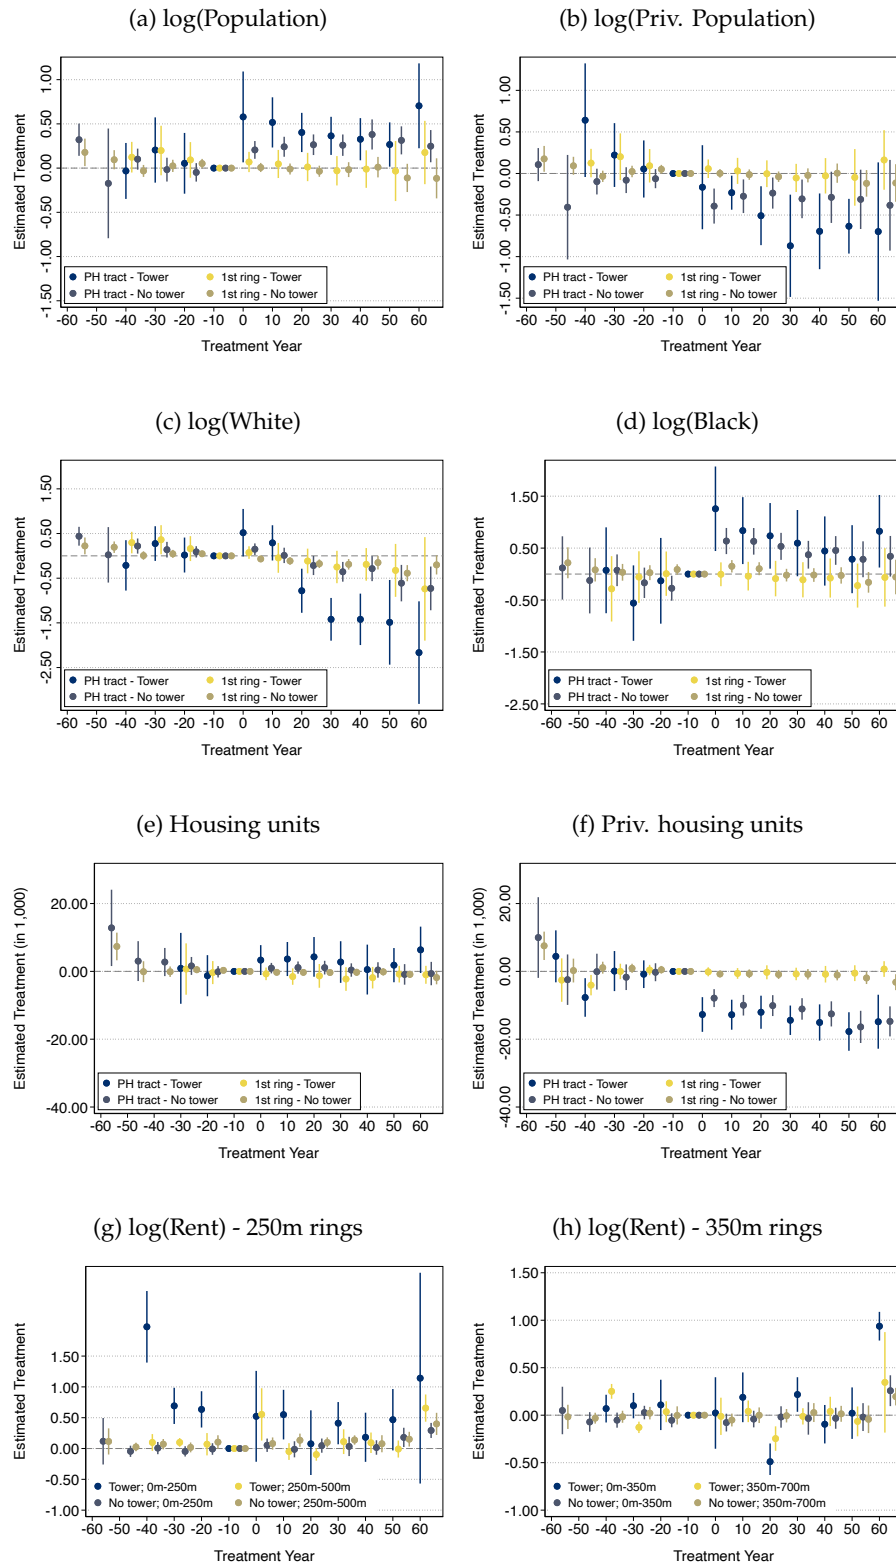 (a) log(Population)
(b) log(Priv. Population)
Estimated Treatment
1.00
0.50
0.00
-0.50
-1.00
-1.50
PH tract - Tower
1st ring - Tower
PH tract - No tower
1st ring - No tower
-60 -50 -40 -30 -20 -10 0 10 20 30 40 50 60
Treatment Year
Estimated Treatment
1.00
0.50
0.00
-0.50
-1.00
-1.50
PH tract - Tower
1st ring - Tower
PH tract - No tower
1st ring - No tower
-60 -50 -40 -30 -20 -10 0 10 20 30 40 50 60
Treatment Year
(c) log(White)
(d) log(Black)
Estimated Treatment
1.50
0.50
-0.50
-1.50
-2.50
PH tract - Tower
1st ring - Tower
PH tract - No tower
1st ring - No tower
-60 -50 -40 -30 -20 -10 0 10 20 30 40 50 60
Treatment Year
Estimated Treatment
1.50
0.50
-0.50
-1.50
-2.50
PH tract - Tower
1st ring - Tower
PH tract - No tower
1st ring - No tower
-60 -50 -40 -30 -20 -10 0 10 20 30 40 50 60
Treatment Year
(e) Housing units
(f) Priv. housing units
Estimated Treatment (in 1,000)
20.00
0.00
-20.00
-40.00
PH tract - Tower
1st ring - Tower
PH tract - No tower
1st ring - No tower
-60 -50 -40 -30 -20 -10 0 10 20 30 40 50 60
Treatment Year
Estimated Treatment (in 1,000)
20.00
0.00
-20.00
-40.00
PH tract - Tower
1st ring - Tower
PH tract - No tower
1st ring - No tower
-60 -50 -40 -30 -20 -10 0 10 20 30 40 50 60
Treatment Year
(g) log(Rent) - 250m rings
(h) log(Rent) - 350m rings
Estimated Treatment
1.50
1.00
0.50
0.00
-0.50
-1.00
Tower; 0m-250m
250m-500m
No tower; 0m-250m
No tower; 250m-500m
-60 -50 -40 -30 -20 -10 0 10 20 30 40 50 60
Treatment Year
Estimated Treatment
1.50
1.00
0.50
0.00
-0.50
-1.00
Tower; 0m-350m
Tower; 350m-700m
No tower; 0m-350m
No tower; 350m-700m
-60 -50 -40 -30 -20 -10 0 10 20 30 40 50 60
Treatment Year